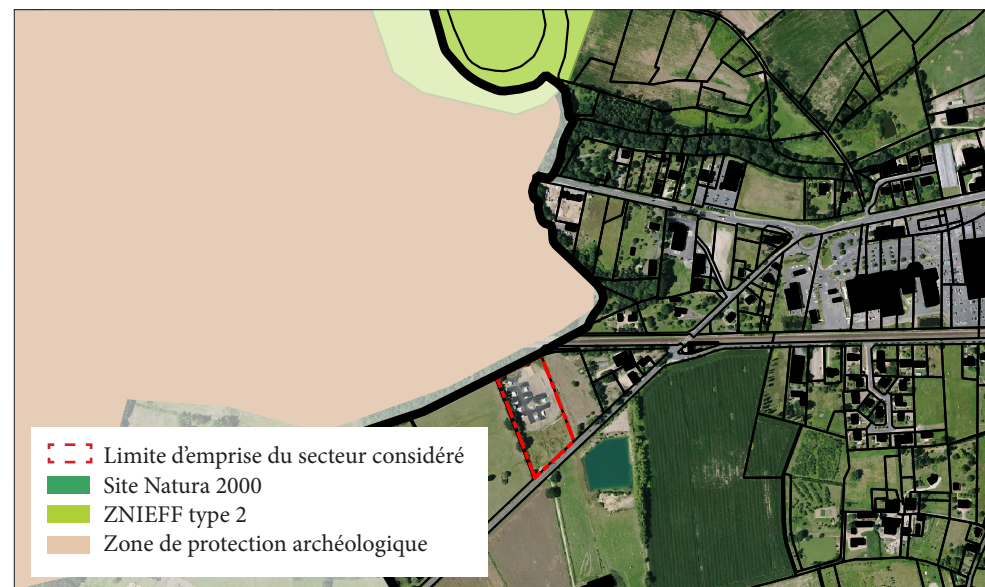 Limite d’emprise du secteur considéré
Site Natura 2000
ZNIEFF type 2
Zone de protection archéologique